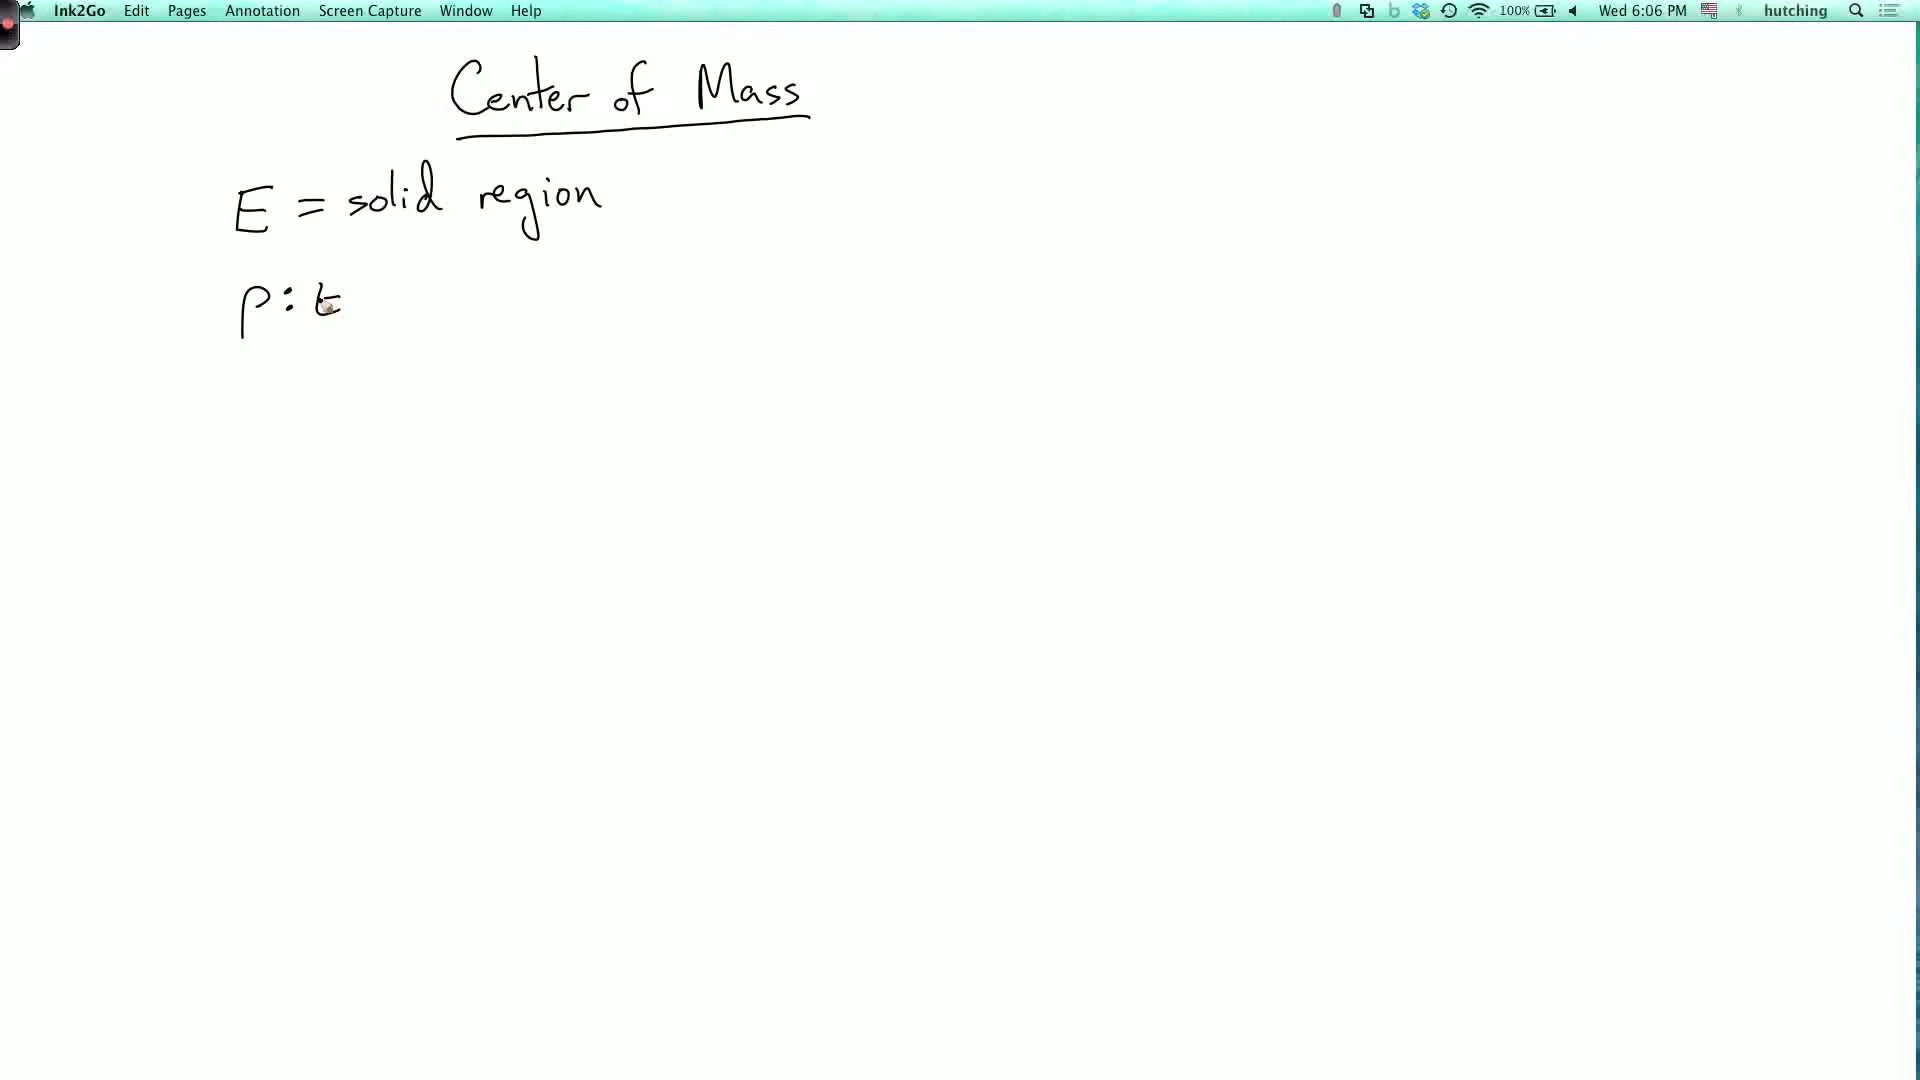 Ink2Go Edit Pages Annotation Screen Capture Window Help 100% Wed 6:06 PM hutching
Center of Mass
E = solid region
ρ : E